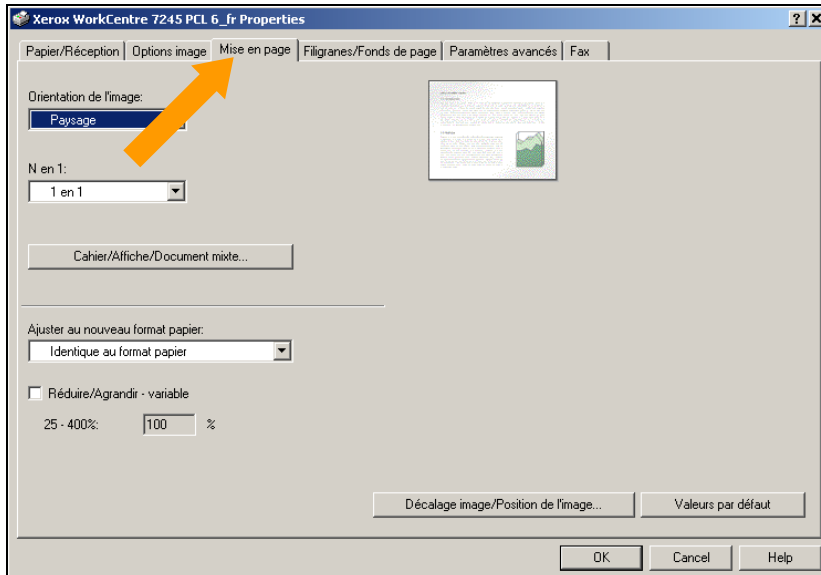 Xerox WorkCentre 7245 PCL 6_fr Properties
Papier/Réception Options image Mise en page Filigranes/Fonds de page Paramètres avancés Fax
Orientation de l'image:
Paysage
N en 1:
1 en 1
Cahier/Affiche/Document mixte...
Ajuster au nouveau format papier:
Identique au format papier
Réduire/Agrandir - variable
25 - 400%: 100 %
Décalage image/Position de l'image... Valeurs par défaut
OK Cancel Help